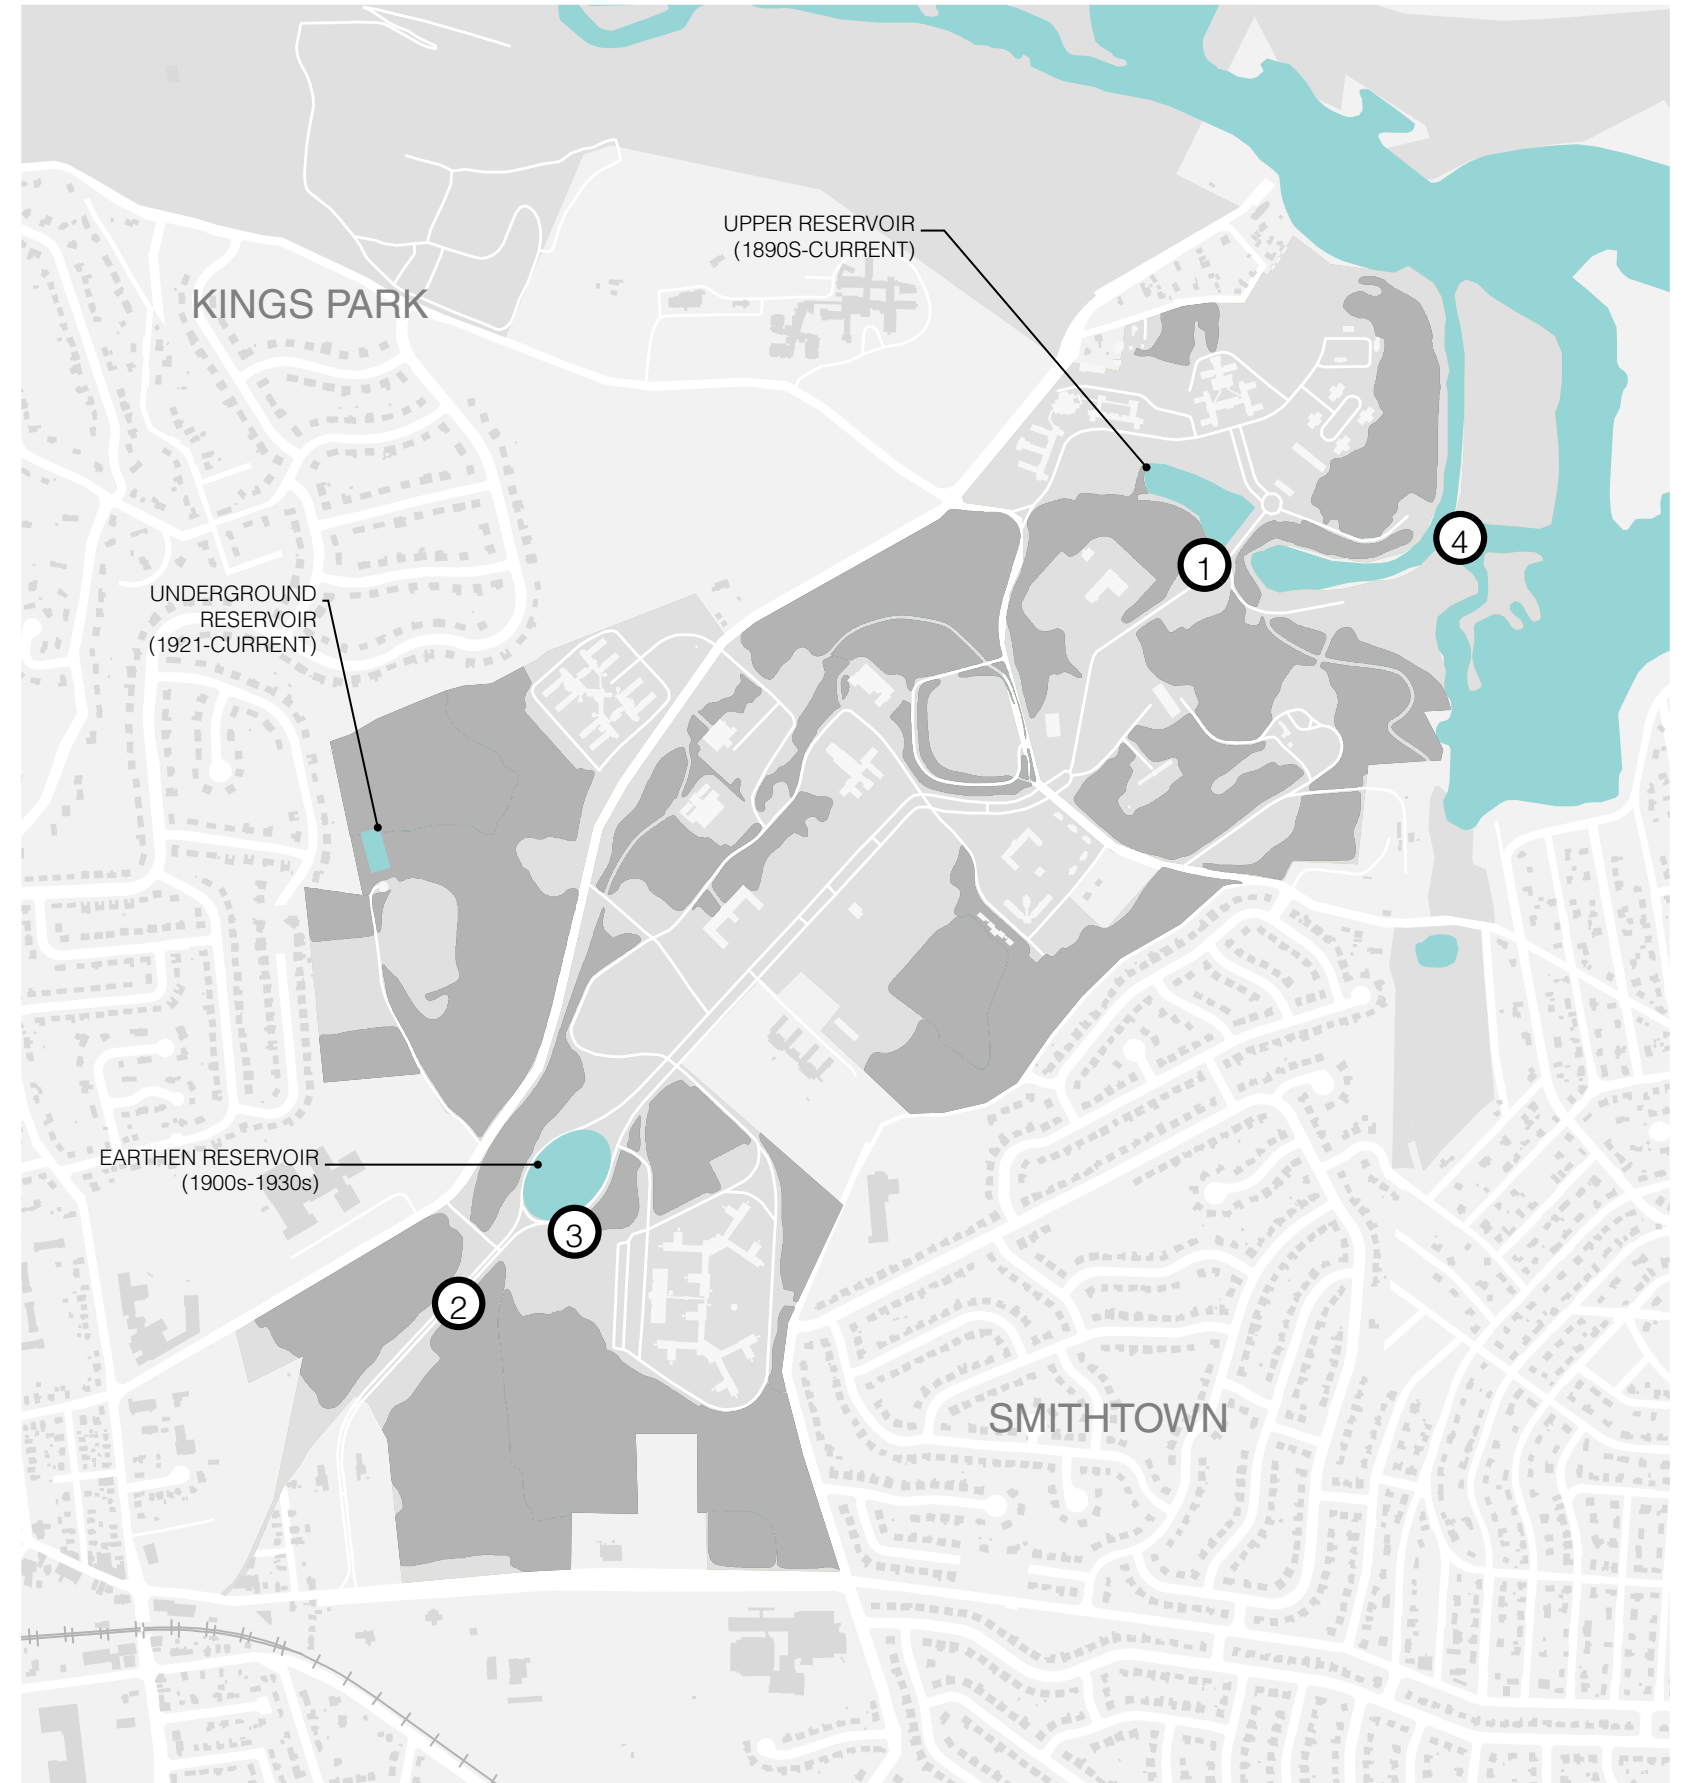 UPPER RESERVOIR
(1890S-CURRENT)
KINGS PARK
4
1
UNDERGROUND
RESERVOIR
(1921-CURRENT)
EARTHEN RESERVOIR
(1900s-1930s)
3
2
SMITHTOWN